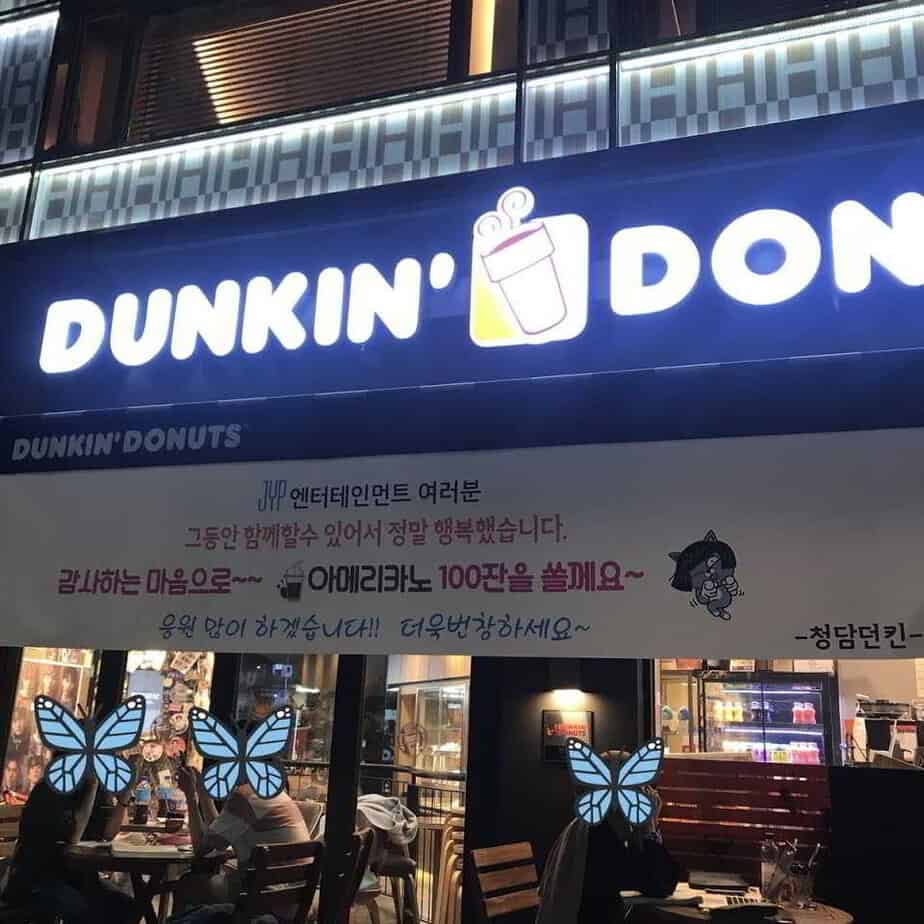 DUNKIN' DON
DUNKIN' DONUTS
JYP 엔터테인먼트 여러분
그동안 함께할수 있어서 정말 행복했습니다.
감사하는 마음으로~~ 아메리카노 100잔을 쏠께요~
응원 많이 하겠습니다!! 더욱번창하세요~
-청담던킨-
DUNKIN' DONUTS